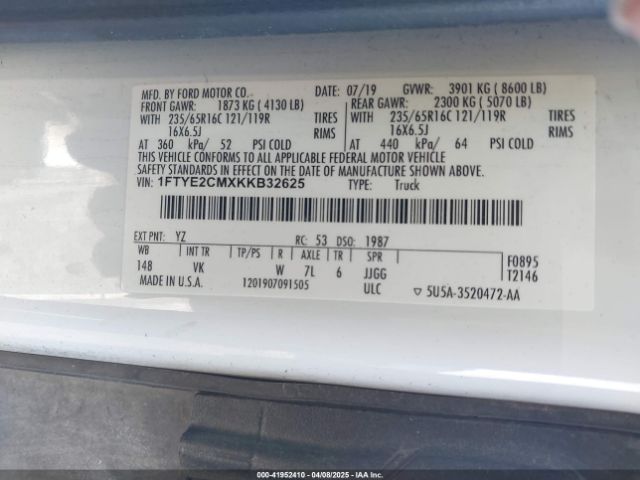 MFD. BY FORD MOTOR CO. 07/19 GVWR: 3901 KG ( 8600 LB)
FRONT GAWR: 1873 KG ( 4130 LB) REAR GAWR: 2300 KG ( 5070 LB)
WITH 235/65R16C 121/119R TIRES WITH 235/65R16C 121/119R TIRES
16X6.5J RIMS 16X6.5J RIMS
AT 360 kPa/ 52 PSI COLD AT 440 kPa/ 64 PSI COLD
THIS VEHICLE CONFORMS TO ALL APPLICABLE FEDERAL MOTOR VEHICLE
SAFETY STANDARDS IN EFFECT ON THE DATE OF MANUFACTURE SHOWN ABOVE.
VIN: 1FTYE2CMXKKB32625 TYPE: Truck
EXT PNT: YZ RC: 53 DSO: 1987
WB INT TR TP/PS R AXLE TR SPR F0895
148 VK W 7L 6 JJGG T2146
MADE IN U.S.A. 1201907091505 ULC ▽ 5U5A-3520472-AA
000-41952410 | 04/08/2025 - IAA Inc.